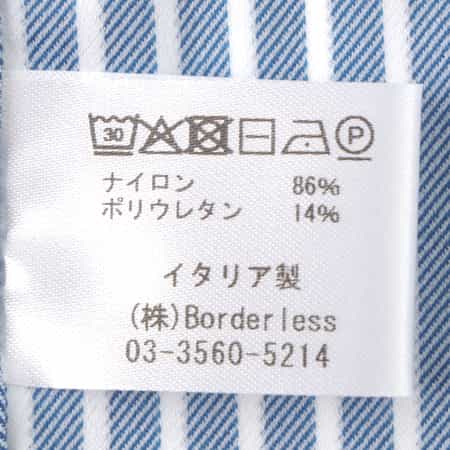 30 P
ナイロン 86%
ポリウレタン 14%
イタリア製
(株)Borderless
03-3560-5214